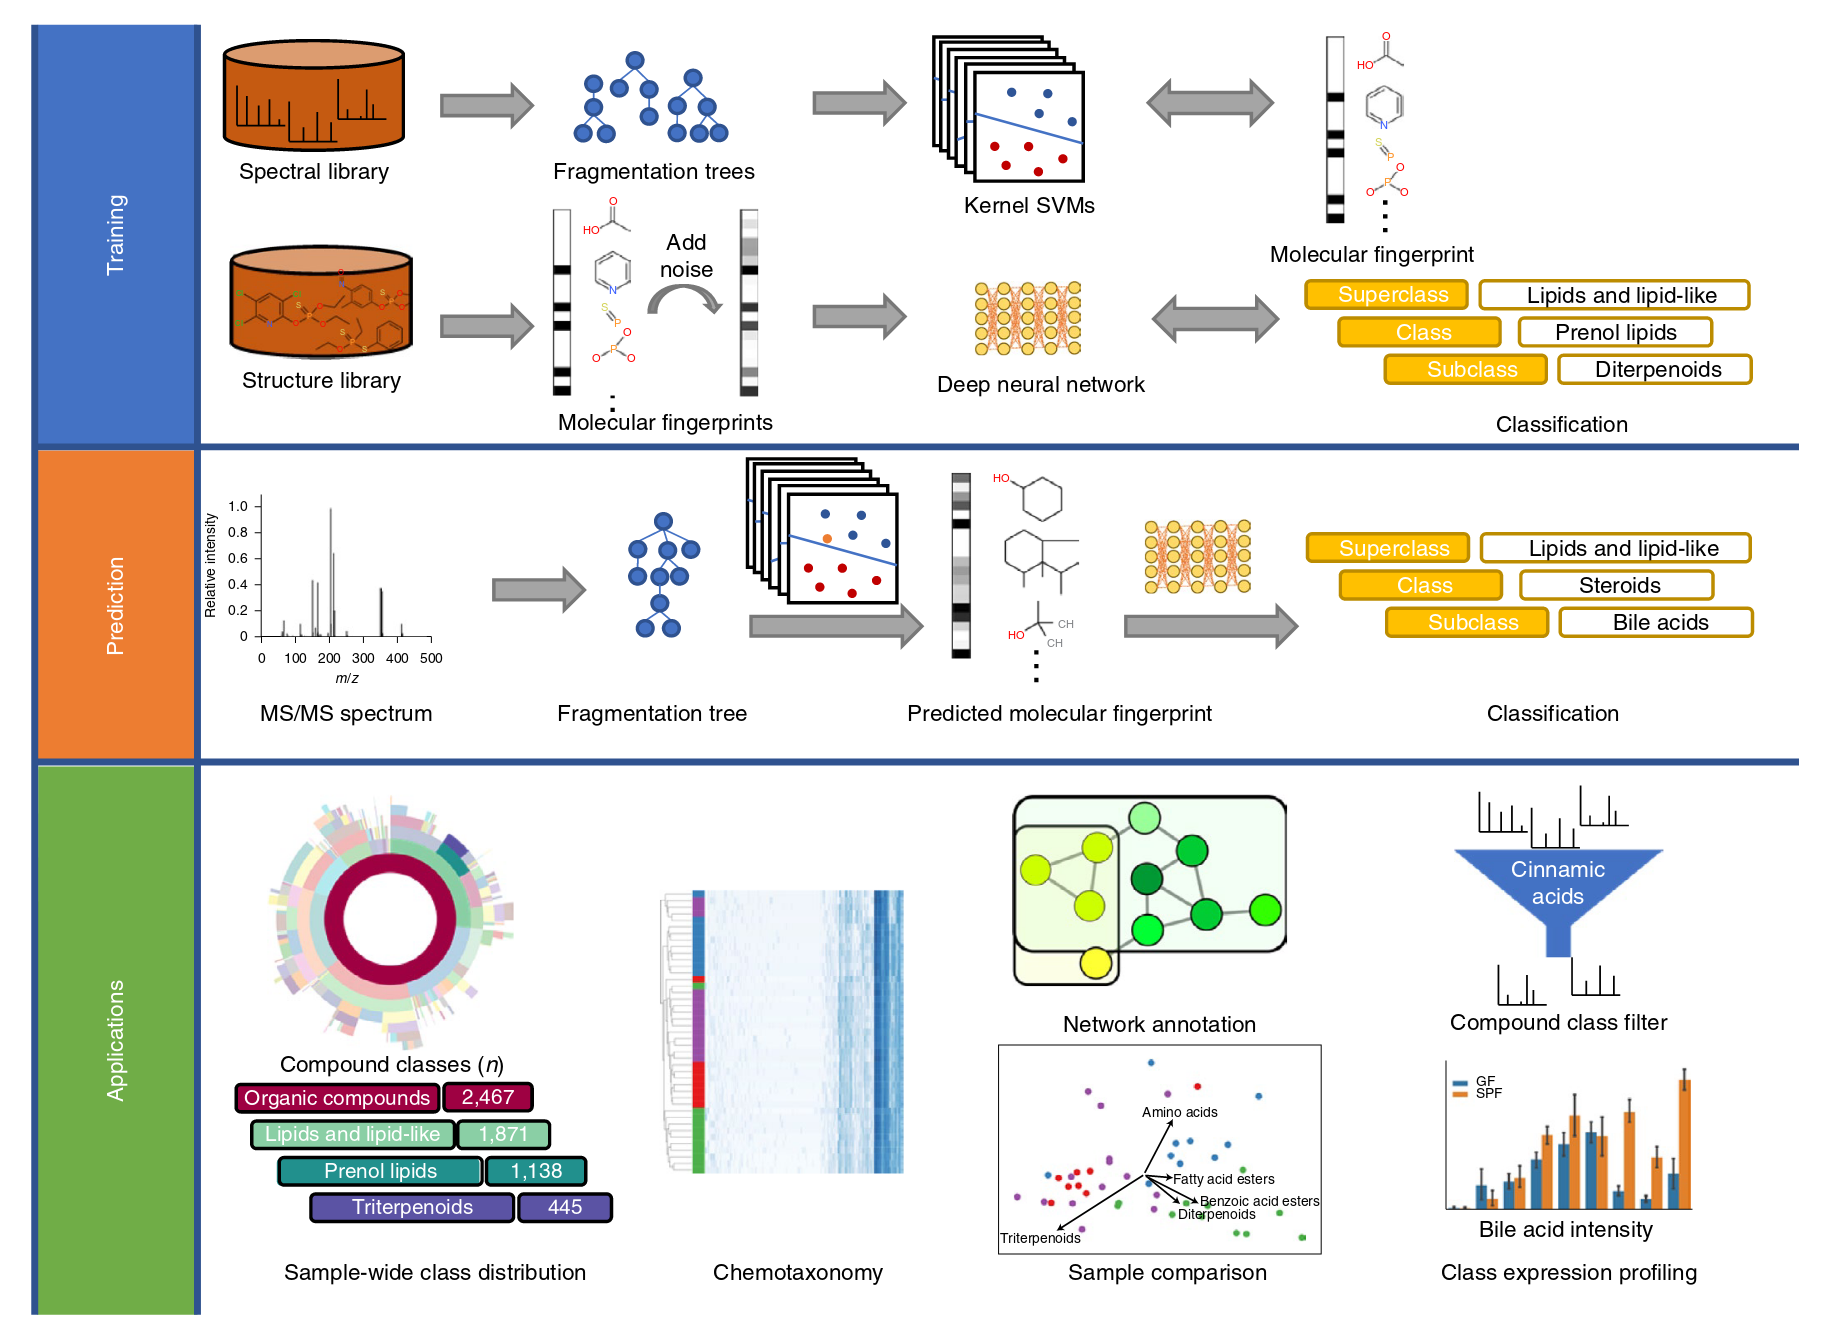 Training
Spectral library
Fragmentation trees
Kernel SVMs
O
HO
N
S
P
O
P
O
O
Molecular fingerprint
Structure library
O
HO
N
S
P
O
P
O
O
Add
noise
Molecular fingerprints
Deep neural network
Superclass
Lipids and lipid-like
Class
Prenol lipids
Subclass
Diterpenoids
Classification
Prediction
Relative intensity
1.0
0.8
0.6
0.4
0.2
0
0 100 200 300 400 500
m/z
MS/MS spectrum
Fragmentation tree
HO
HO
CH
CH
Predicted molecular fingerprint
Superclass
Lipids and lipid-like
Class
Steroids
Subclass
Bile acids
Classification
Applications
Compound classes (n)
Organic compounds 2,467
Lipids and lipid-like 1,871
Prenol lipids 1,138
Triterpenoids 445
Sample-wide class distribution
Chemotaxonomy
Network annotation
Amino acids
Fatty acid esters
Benzoic acid esters
Diterpenoids
Triterpenoids
Sample comparison
Cinnamic
acids
Compound class filter
GF
SPF
Bile acid intensity
Class expression profiling